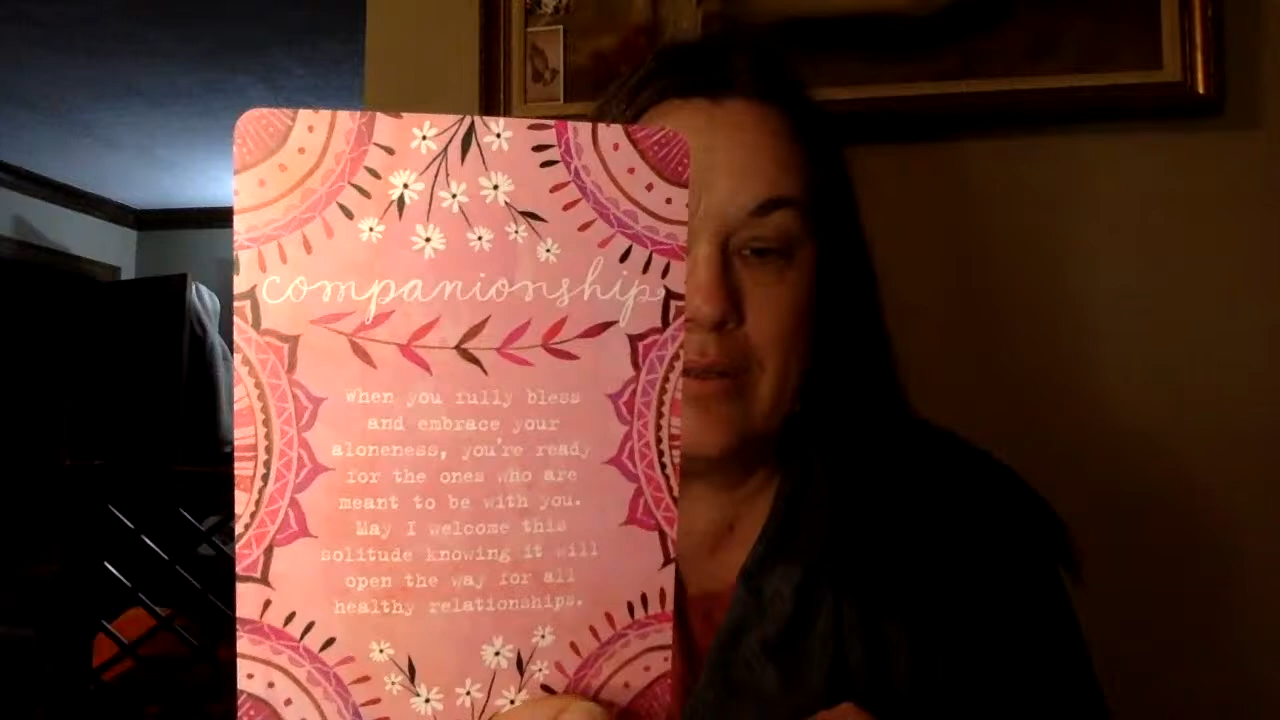 companionship
When you fully bless
and embrace your
aloneness, you're ready
for the ones who are
meant to be with you.
May I welcome this
solitude knowing it will
open the way for all
healthy relationships.